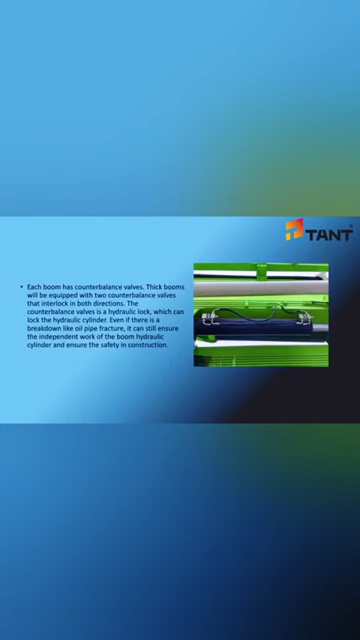 TANT
• Each boom has counterbalance valves. Thick booms
will be equipped with two counterbalance valves
that interlock in both directions. The
counterbalance valves is a hydraulic lock, which can
lock the hydraulic cylinder. Even if there is a
breakdown like oil pipe fracture, it can still ensure
the independent work of the boom hydraulic
cylinder and ensure the safety in construction.